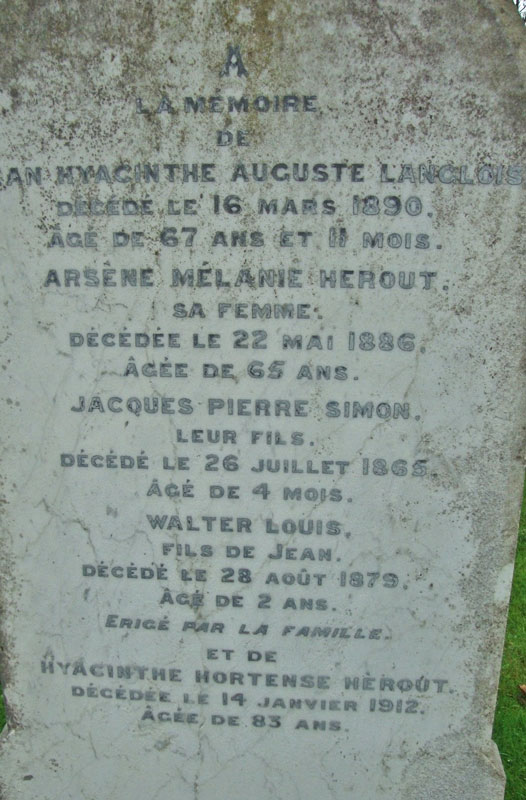 A
LA MÉMOIRE
DE
AN HYACINTHE AUGUSTE LANGLOIS
DÉCÉDÉ LE 16 MARS 1890.
ÂGÉ DE 67 ANS ET 11 MOIS.
ARSÈNE MÉLANIE HEROUT.
SA FEMME.
DÉCÉDÉE LE 22 MAI 1886.
ÂGÉE DE 65 ANS.
JACQUES PIERRE SIMON.
LEUR FILS.
DÉCÉDÉ LE 26 JUILLET 1865.
ÂGÉ DE 4 MOIS.
WALTER LOUIS,
FILS DE JEAN.
DÉCÉDÉ LE 28 AOÛT 1879.
ÂGÉ DE 2 ANS.
ERIGÉ PAR LA FAMILLE.
ET DE
HYACINTHE HORTENSE HEROÛT.
DÉCÉDÉE LE 14 JANVIER 1912.
ÂGÉE DE 83 ANS.